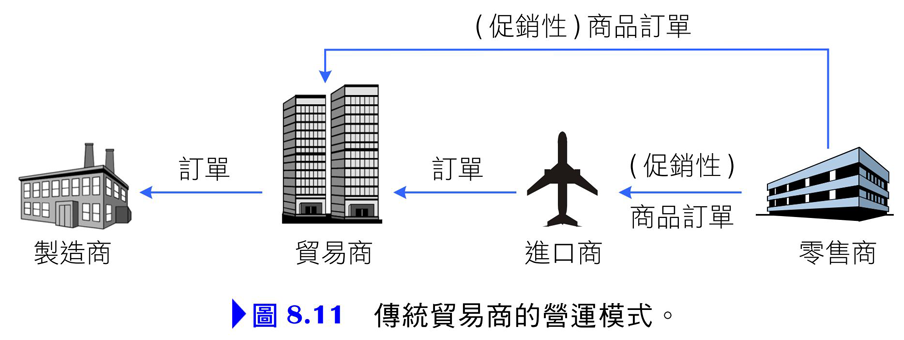 (促銷性)商品訂單
訂單
訂單
(促銷性)
商品訂單
製造商
貿易商
進口商
零售商
圖 8.11 傳統貿易商的營運模式。